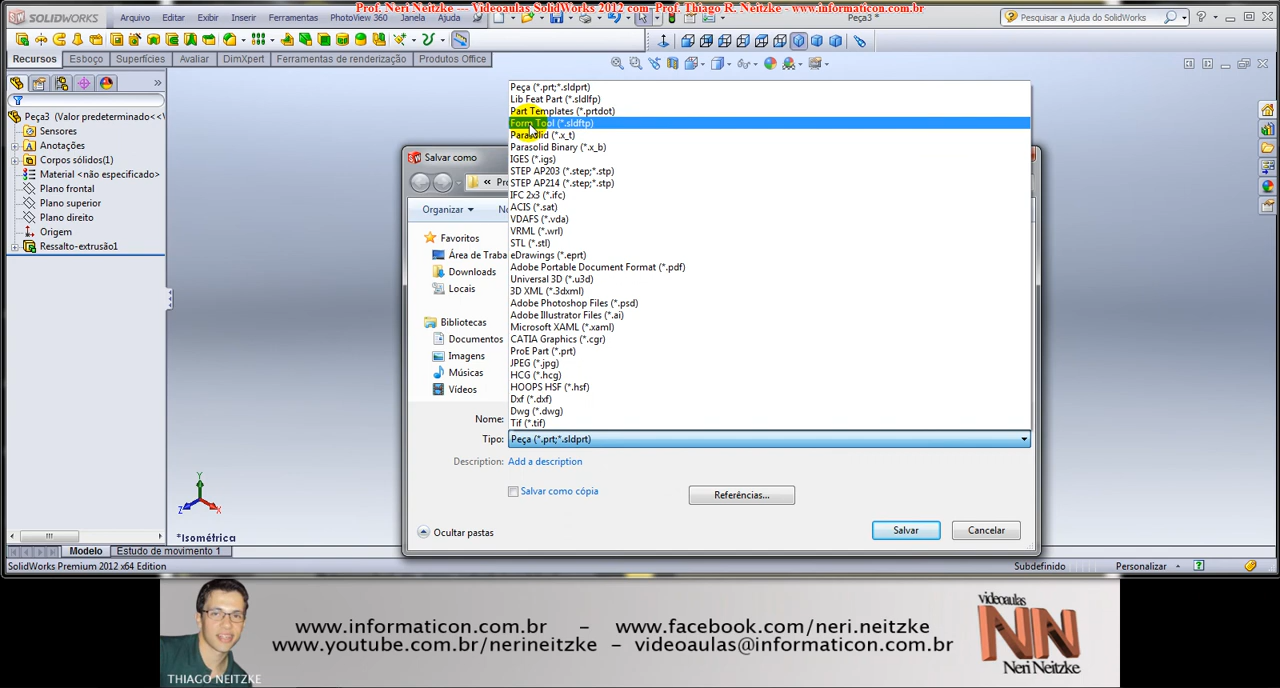 Prof. Neri Neitzke --- Videoaulas SolidWorks 2012 com Prof. Thiago R. Neitzke - www.informaticon.com.br
SOLIDWORKS
Arquivo Editar Exibir Inserir Ferramentas PhotoView 360 Janela Ajuda
Peça3 *
Pesquisar a Ajuda do SolidWorks
Recursos Esboço Superfícies Avaliar DimXpert Ferramentas de renderização Produtos Office
Peça3 (Valor predeterminado<<
Sensores
Anotações
Corpos sólidos(1)
Material <não especificado>
Plano frontal
Plano superior
Plano direito
Origem
Ressalto-extrusão1
Salvar como
Organizar
Favoritos
Área de Traba
Downloads
Locais
Bibliotecas
Documentos
Imagens
Músicas
Vídeos
Peça (*.prt;*.sldprt)
Lib Feat Part (*.sldlfp)
Part Templates (*.prtdot)
Form Tool (*.sldftp)
Parasolid (*.x_t)
Parasolid Binary (*.x_b)
IGES (*.igs)
STEP AP203 (*.step;*.stp)
STEP AP214 (*.step;*.stp)
IFC 2x3 (*.ifc)
ACIS (*.sat)
VDAFS (*.vda)
VRML (*.wrl)
STL (*.stl)
eDrawings (*.eprt)
Adobe Portable Document Format (*.pdf)
Universal 3D (*.u3d)
3D XML (*.3dxml)
Adobe Photoshop Files (*.psd)
Adobe Illustrator Files (*.ai)
Microsoft XAML (*.xaml)
CATIA Graphics (*.cgr)
ProE Part (*.prt)
JPEG (*.jpg)
HCG (*.hcg)
HOOPS HSF (*.hsf)
Dxf (*.dxf)
Dwg (*.dwg)
Tif (*.tif)
Nome:
Tipo: Peça (*.prt;*.sldprt)
Description: Add a description
Salvar como cópia
Referências...
Ocultar pastas
Salvar
Cancelar
Y
Z
X
*Isométrica
Modelo Estudo de movimento 1
SolidWorks Premium 2012 x64 Edition
Subdefinido
Personalizar
www.informaticon.com.br - www.facebook.com/neri.neitzke
www.youtube.com.br/nerineitzke - videoaulas@informaticon.com.br
THIAGO NEITZKE
videoaulas
NN
Neri Neitzke